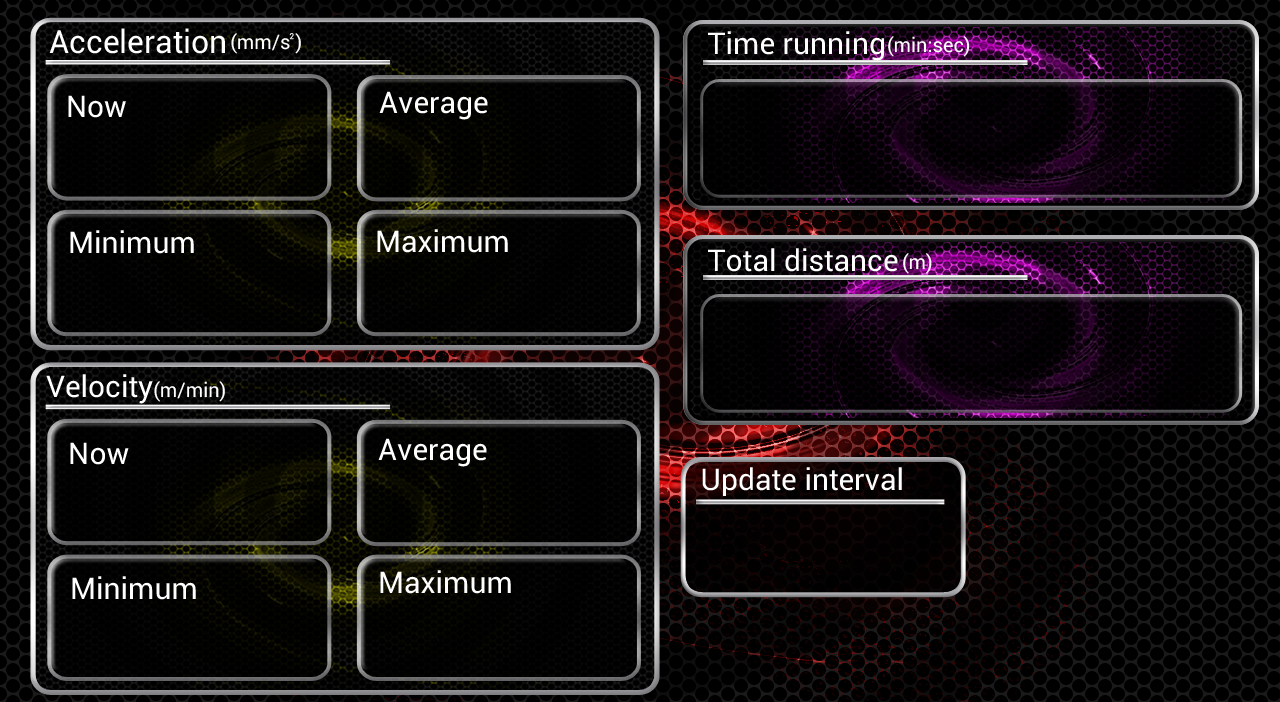 Acceleration (mm/s²)
Now
Average
Minimum
Maximum
Velocity(m/min)
Now
Average
Minimum
Maximum
Time running(min:sec)
Total distance (m)
Update interval